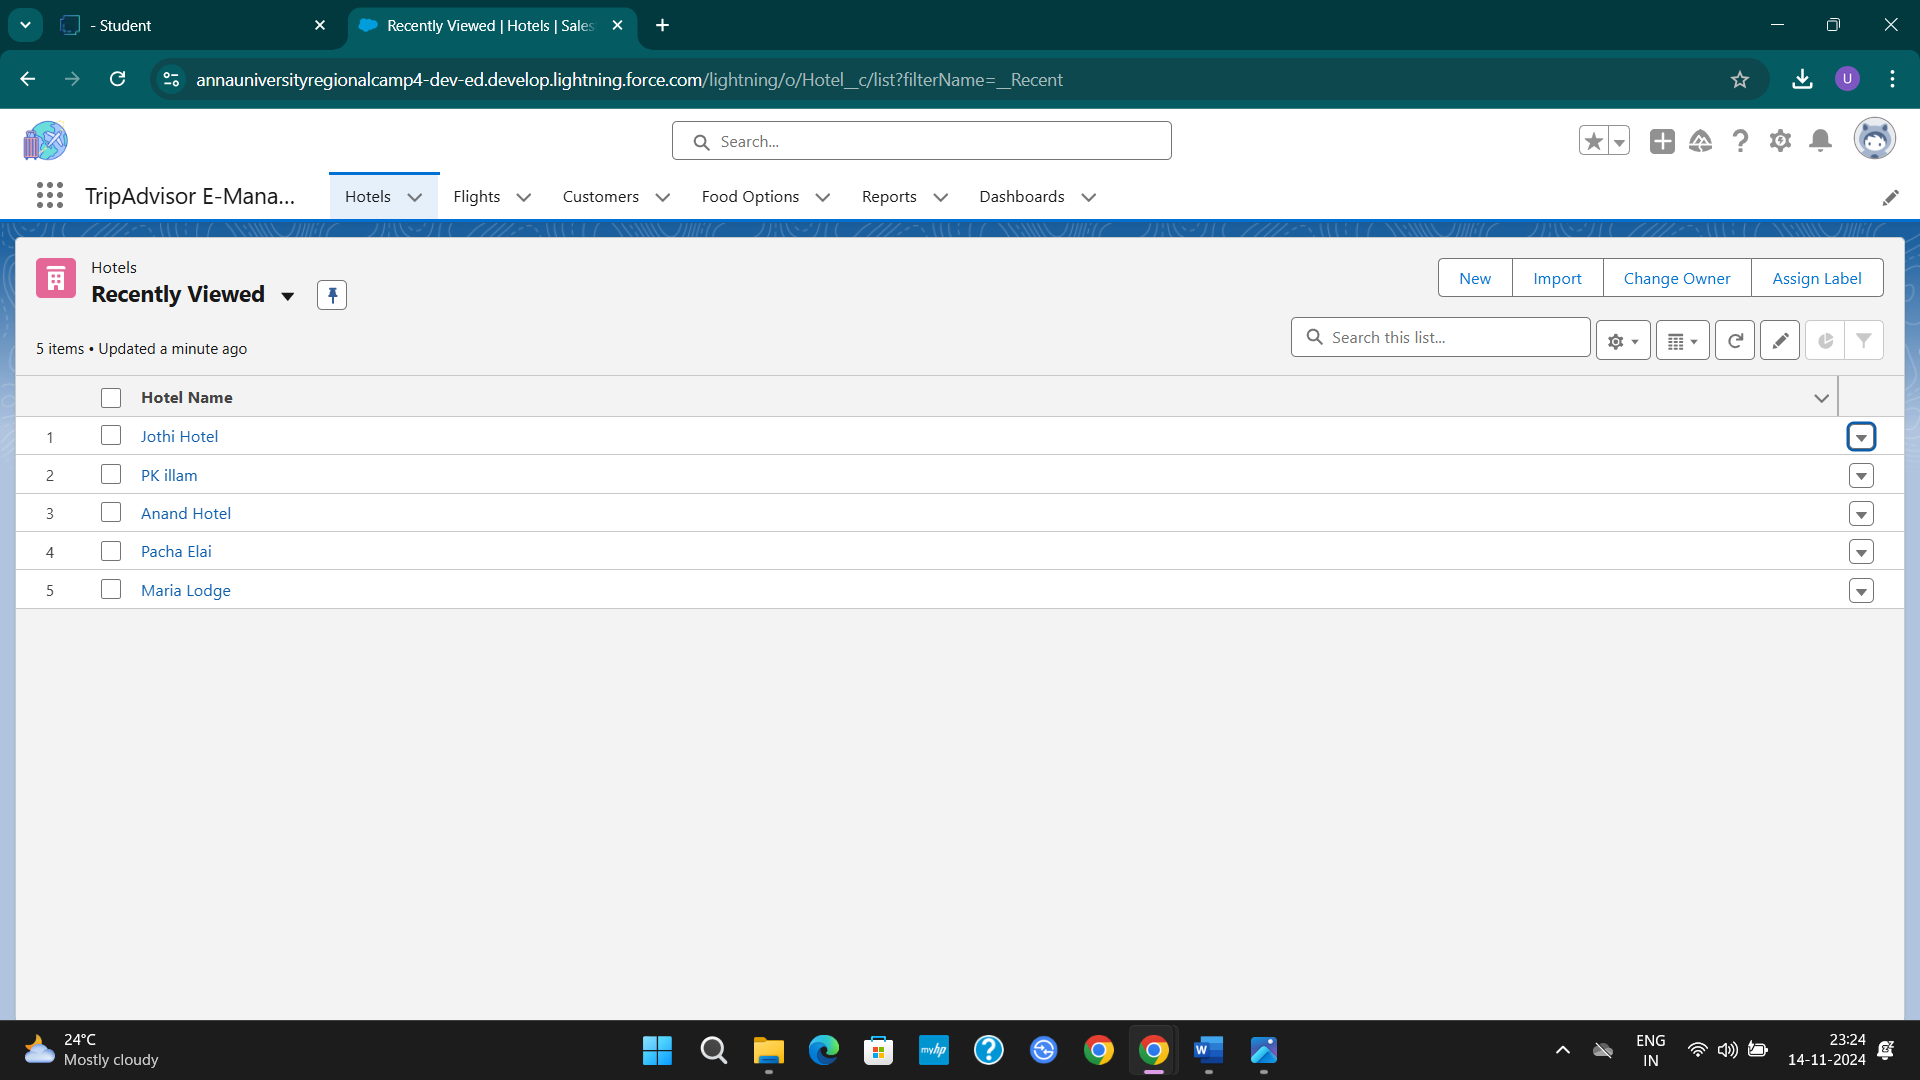 - Student
Recently Viewed | Hotels | Sales
annauniversityregionalcamp4-dev-ed.develop.lightning.force.com/lightning/o/Hotel__c/list?filterName=__Recent
U
Search...
TripAdvisor E-Mana...
Hotels
Flights
Customers
Food Options
Reports
Dashboards
Hotels
Recently Viewed
New
Import
Change Owner
Assign Label
5 items • Updated a minute ago
Search this list...
Hotel Name
1 Jothi Hotel
2 PK illam
3 Anand Hotel
4 Pacha Elai
5 Maria Lodge
24°C
Mostly cloudy
myhp
W
ENG
IN
23:24
14-11-2024